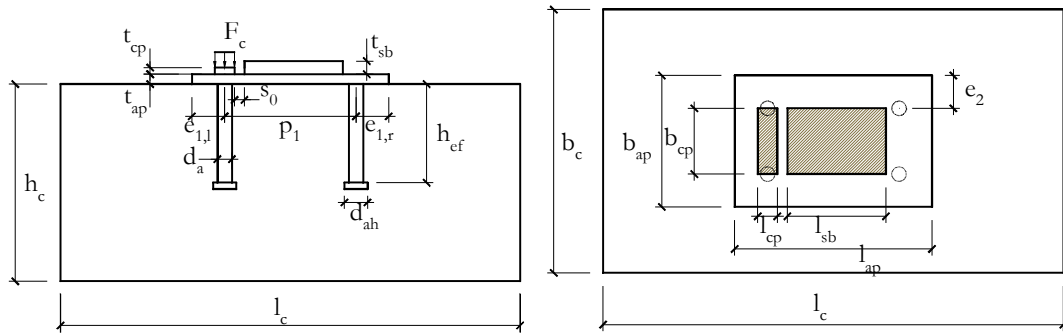 t_cp
F_c
t_sb
t_ap
s_0
e_1,l
p_1
e_1,r
h_ef
d_a
h_c
d_ah
l_c
e_2
b_cp
b_ap
b_c
l_cp
l_sb
l_ap
l_c